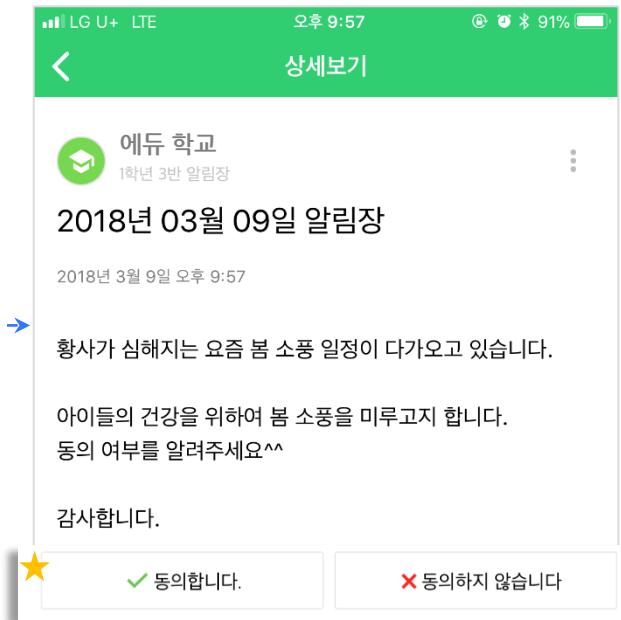 LG U+ LTE 오후 9:57 91%
상세보기
에듀 학교
1학년 3반 알림장
2018년 03월 09일 알림장
2018년 3월 9일 오후 9:57
황사가 심해지는 요즘 봄 소풍 일정이 다가오고 있습니다.
아이들의 건강을 위하여 봄 소풍을 미루고지 합니다.
동의 여부를 알려주세요^^
감사합니다.
동의합니다. 동의하지 않습니다